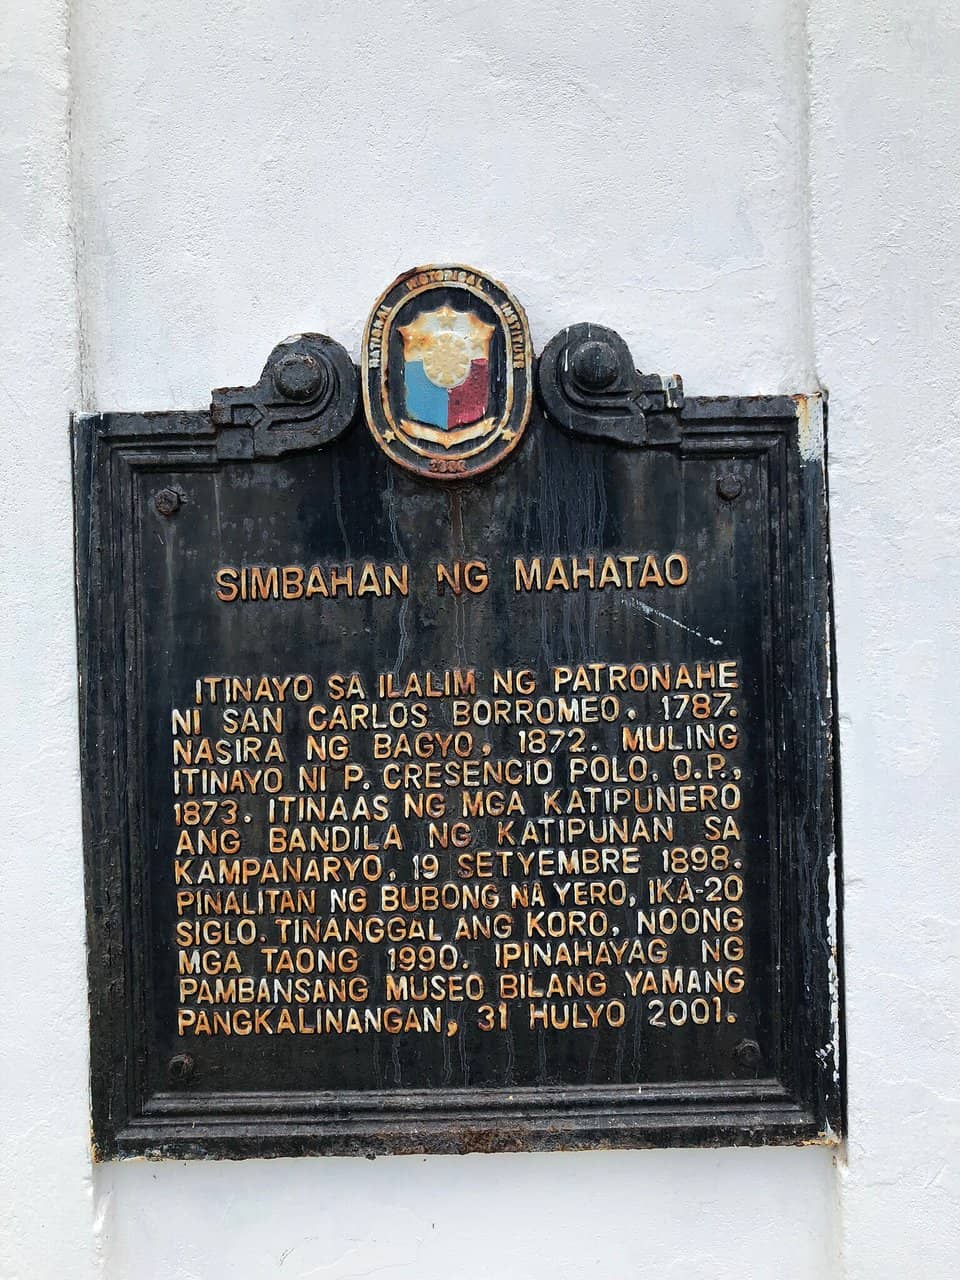 NATIONAL HISTORICAL INSTITUTE
SIMBAHAN NG MAHATAO
ITINAYO SA ILALIM NG PATRONAHE
NI SAN CARLOS BORROMEO, 1787.
NASIRA NG BAGYO, 1872. MULING
ITINAYO NI P. CRESENCIO POLO, O.P.,
1873. ITINAAS NG MGA KATIPUNERO
ANG BANDILA NG KATIPUNAN SA
KAMPANARYO, 19 SETYEMBRE 1898.
PINALITAN NG BUBONG NA YERO, IKA-20
SIGLO. TINANGGAL ANG KORO, NOONG
MGA TAONG 1990. IPINAHAYAG NG
PAMBANSANG MUSEO BILANG YAMANG
PANGKALINANGAN, 31 HULYO 2001.